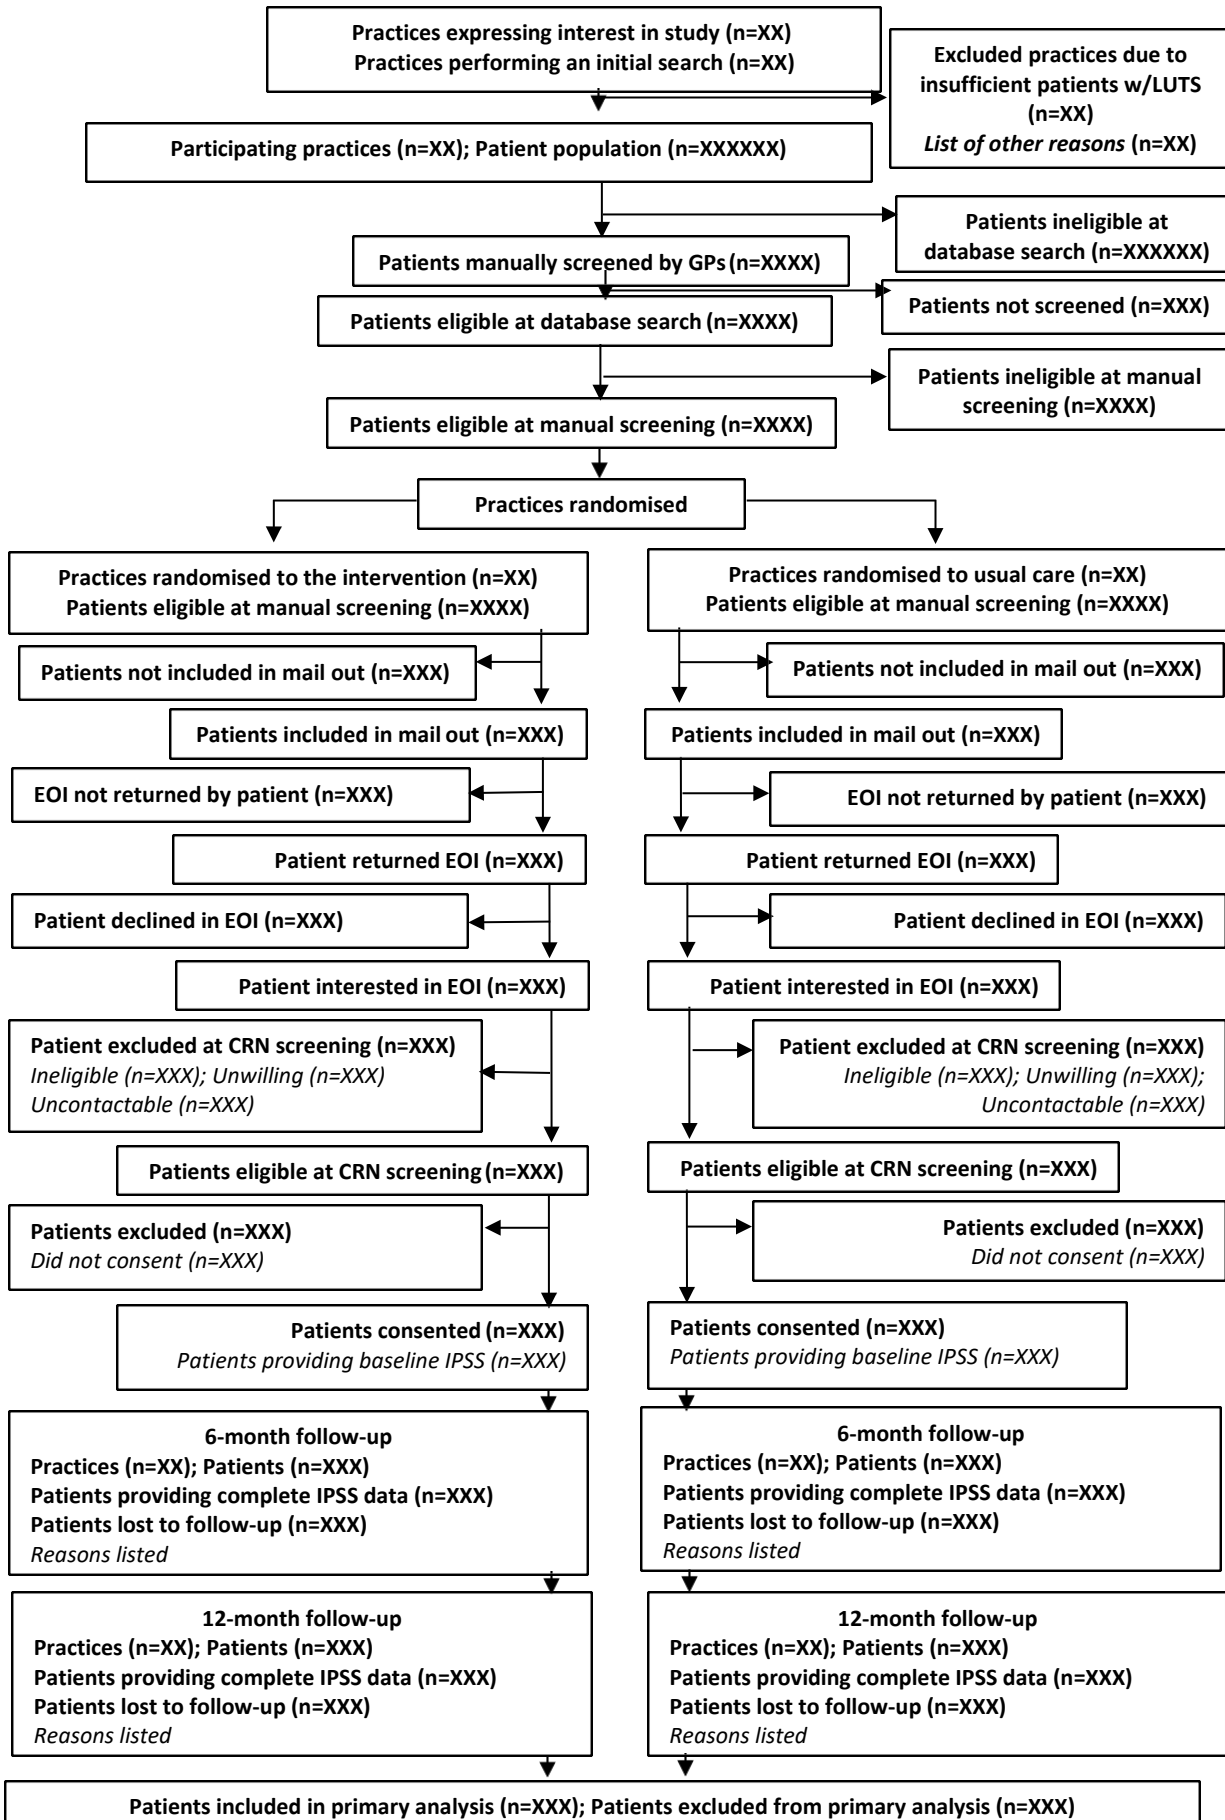 Practices expressing interest in study (n=XX)
Practices performing an initial search (n=XX)
Excluded practices due to
insufficient patients w/LUTS
(n=XX)
List of other reasons (n=XX)
Participating practices (n=XX); Patient population (n=XXXXXX)
Patients ineligible at
database search (n=XXXXXX)
Patients manually screened by GPs (n=XXXX)
Patients not screened (n=XXX)
Patients eligible at database search (n=XXXX)
Patients ineligible at manual
screening (n=XXXX)
Patients eligible at manual screening (n=XXXX)
Practices randomised
Practices randomised to the intervention (n=XX)
Patients eligible at manual screening (n=XXXX)
Practices randomised to usual care (n=XX)
Patients eligible at manual screening (n=XXXX)
Patients not included in mail out (n=XXX)
Patients not included in mail out (n=XXX)
Patients included in mail out (n=XXX)
Patients included in mail out (n=XXX)
EOI not returned by patient (n=XXX)
EOI not returned by patient (n=XXX)
Patient returned EOI (n=XXX)
Patient returned EOI (n=XXX)
Patient declined in EOI (n=XXX)
Patient declined in EOI (n=XXX)
Patient interested in EOI (n=XXX)
Patient interested in EOI (n=XXX)
Patient excluded at CRN screening (n=XXX)
Ineligible (n=XXX); Unwilling (n=XXX)
Uncontactable (n=XXX)
Patient excluded at CRN screening (n=XXX)
Ineligible (n=XXX); Unwilling (n=XXX);
Uncontactable (n=XXX)
Patients eligible at CRN screening (n=XXX)
Patients eligible at CRN screening (n=XXX)
Patients excluded (n=XXX)
Did not consent (n=XXX)
Patients excluded (n=XXX)
Did not consent (n=XXX)
Patients consented (n=XXX)
Patients providing baseline IPSS (n=XXX)
Patients consented (n=XXX)
Patients providing baseline IPSS (n=XXX)
6-month follow-up
Practices (n=XX); Patients (n=XXX)
Patients providing complete IPSS data (n=XXX)
Patients lost to follow-up (n=XXX)
Reasons listed
6-month follow-up
Practices (n=XX); Patients (n=XXX)
Patients providing complete IPSS data (n=XXX)
Patients lost to follow-up (n=XXX)
Reasons listed
12-month follow-up
Practices (n=XX); Patients (n=XXX)
Patients providing complete IPSS data (n=XXX)
Patients lost to follow-up (n=XXX)
Reasons listed
12-month follow-up
Practices (n=XX); Patients (n=XXX)
Patients providing complete IPSS data (n=XXX)
Patients lost to follow-up (n=XXX)
Reasons listed
Patients included in primary analysis (n=XXX); Patients excluded from primary analysis (n=XXX)